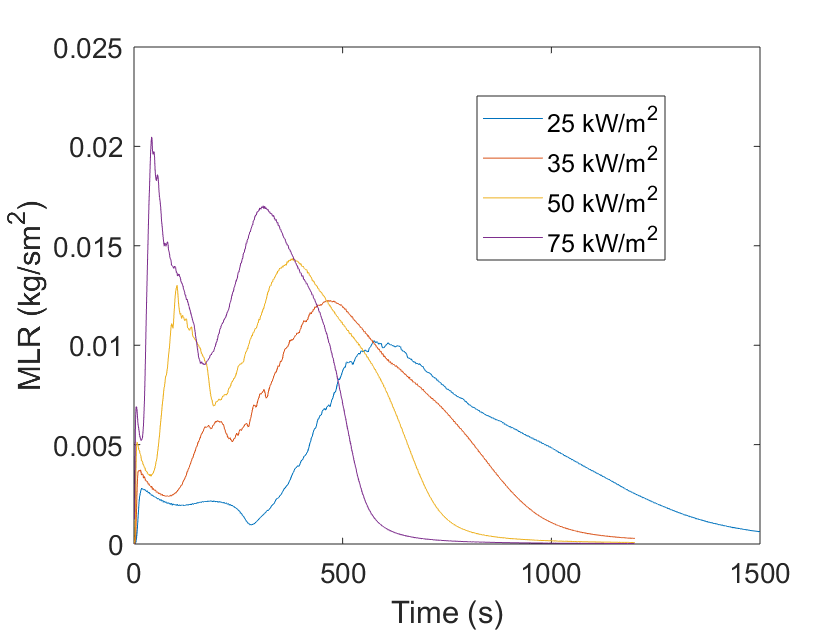 0.025
0.02
0.015
0.01
0.005
0
MLR (kg/sm²)
25 kW/m²
35 kW/m²
50 kW/m²
75 kW/m²
0 500 1000 1500
Time (s)